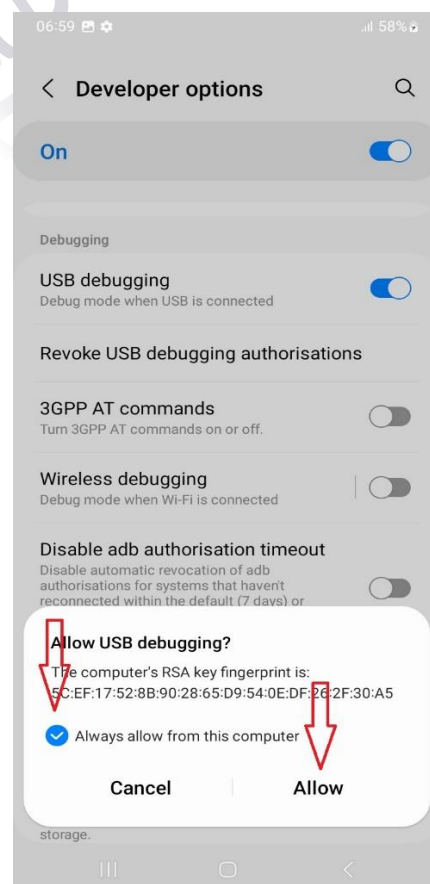 06:59
58%
Developer options
On
Debugging
USB debugging
Debug mode when USB is connected
Revoke USB debugging authorisations
3GPP AT commands
Turn 3GPP AT commands on or off.
Wireless debugging
Debug mode when Wi-Fi is connected
Disable adb authorisation timeout
Disable automatic revocation of adb
authorisations for systems that haven't
reconnected within the default (7 days) or
Allow USB debugging?
The computer's RSA key fingerprint is:
5C:EF:17:52:8B:90:28:65:D9:54:0E:DF:26:2F:30:A5
Always allow from this computer
Cancel
Allow
storage.